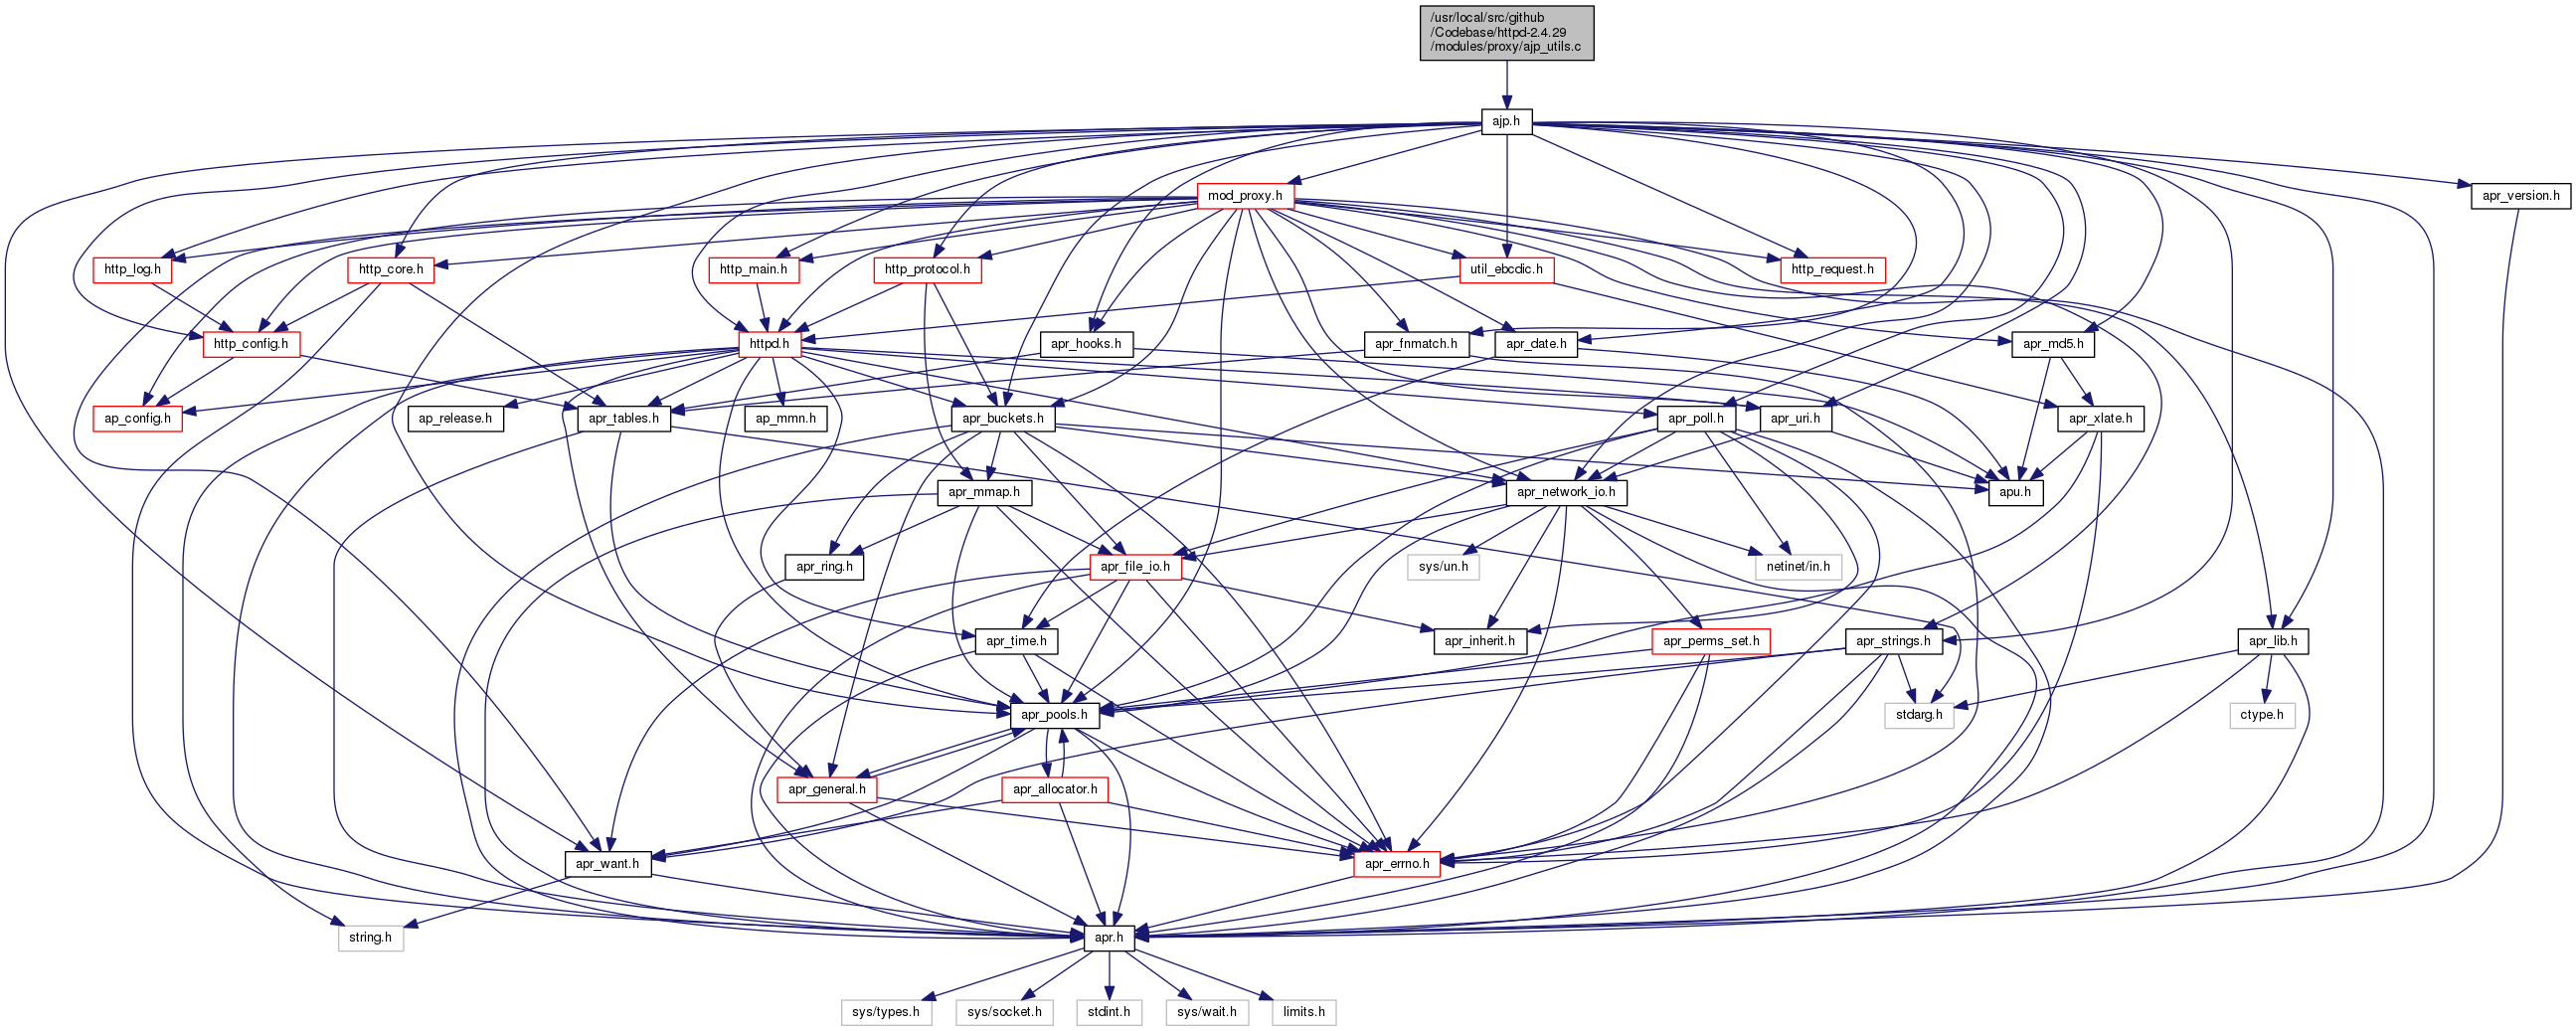 /usr/local/src/github
/Codebase/httpd-2.4.29
/modules/proxy/ajp_utils.c
ajp.h
mod_proxy.h
apr_version.h
http_log.h
http_core.h
http_main.h
http_protocol.h
util_ebcdic.h
http_request.h
http_config.h
httpd.h
apr_hooks.h
apr_fnmatch.h
apr_date.h
apr_md5.h
ap_config.h
ap_release.h
apr_tables.h
ap_mmn.h
apr_buckets.h
apr_poll.h
apr_uri.h
apr_xlate.h
apr_mmap.h
apr_network_io.h
apu.h
apr_ring.h
apr_file_io.h
sys/un.h
netinet/in.h
apr_time.h
apr_inherit.h
apr_perms_set.h
apr_strings.h
apr_lib.h
apr_pools.h
stdarg.h
ctype.h
apr_general.h
apr_allocator.h
apr_want.h
apr_errno.h
string.h
apr.h
sys/types.h
sys/socket.h
stdint.h
sys/wait.h
limits.h